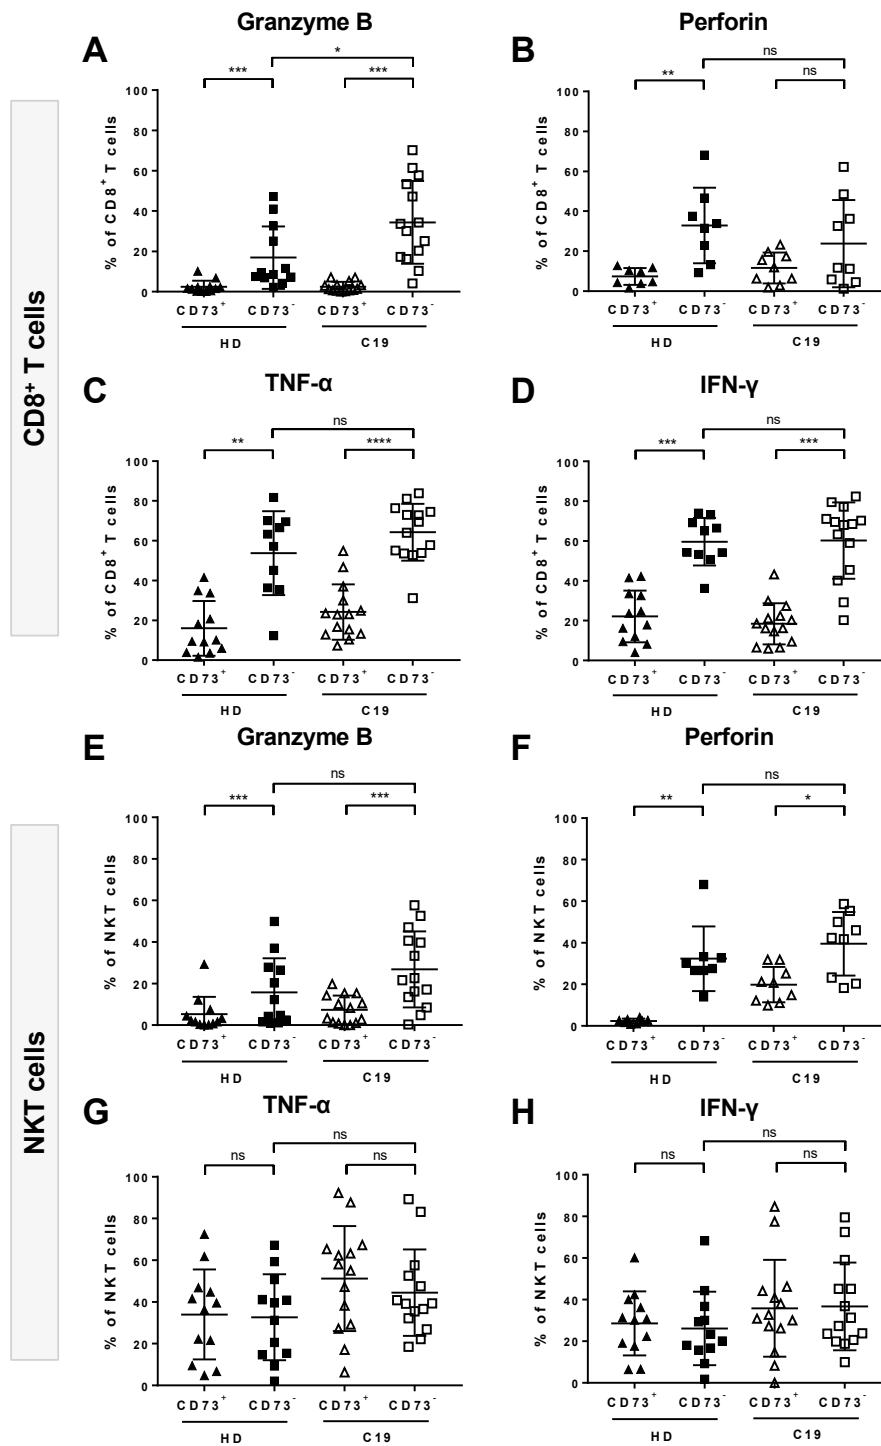 CD8⁺ T cells
A
Granzyme B
*
***
***
% of CD8⁺ T cells
100
80
60
40
20
0
CD73⁺ CD73⁻ CD73⁺ CD73⁻
HD C19
B
Perforin
ns
**
ns
% of CD8⁺ T cells
100
80
60
40
20
0
CD73⁺ CD73⁻ CD73⁺ CD73⁻
HD C19
C
TNF-α
ns
**
****
% of CD8⁺ T cells
100
80
60
40
20
0
CD73⁺ CD73⁻ CD73⁺ CD73⁻
HD C19
D
IFN-γ
ns
***
***
% of CD8⁺ T cells
100
80
60
40
20
0
CD73⁺ CD73⁻ CD73⁺ CD73⁻
HD C19
NKT cells
E
Granzyme B
ns
***
***
% of NKT cells
100
80
60
40
20
0
CD73⁺ CD73⁻ CD73⁺ CD73⁻
HD C19
F
Perforin
ns
**
*
% of NKT cells
100
80
60
40
20
0
CD73⁺ CD73⁻ CD73⁺ CD73⁻
HD C19
G
TNF-α
ns
ns
ns
% of NKT cells
100
80
60
40
20
0
CD73⁺ CD73⁻ CD73⁺ CD73⁻
HD C19
H
IFN-γ
ns
ns
ns
% of NKT cells
100
80
60
40
20
0
CD73⁺ CD73⁻ CD73⁺ CD73⁻
HD C19